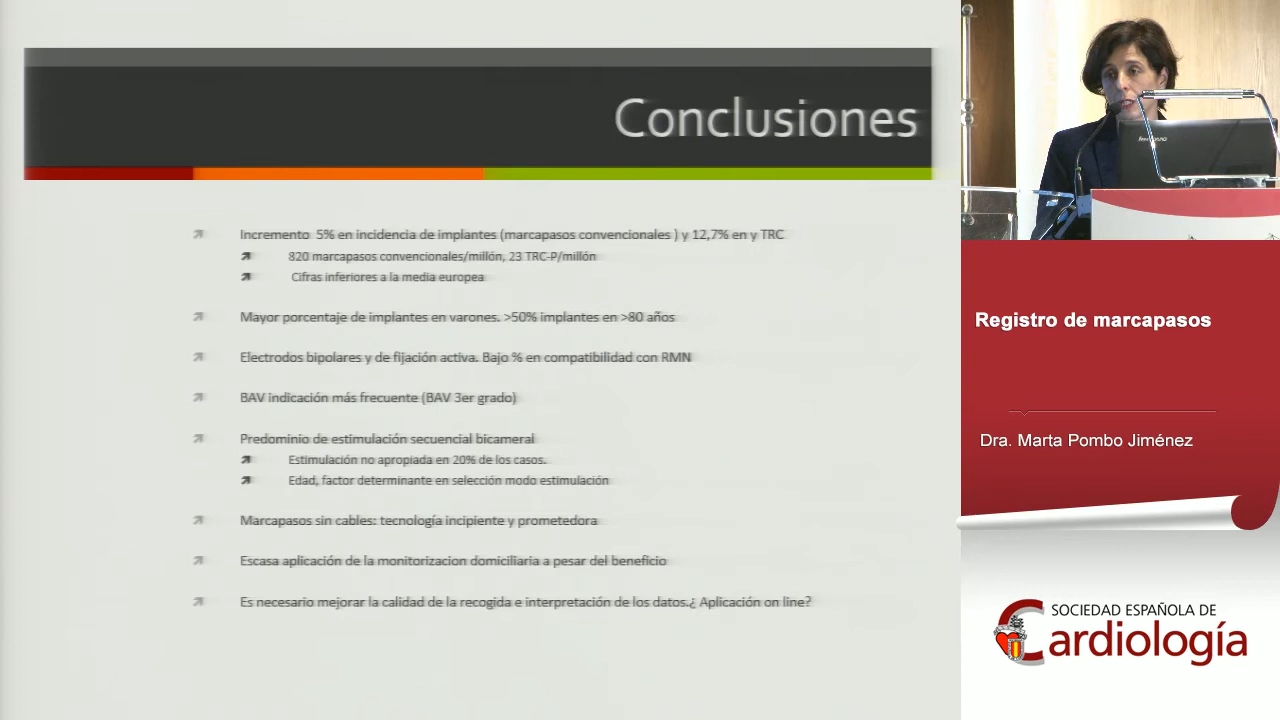 Conclusiones
Incremento 5% en incidencia de implantes (marcapasos convencionales ) y 12,7% en y TRC
820 marcapasos convencionales/millón, 23 TRC-P/millón
Cifras inferiores a la media europea
Mayor porcentaje de implantes en varones. >50% implantes en >80 años
Electrodos bipolares y de fijación activa. Bajo % en compatibilidad con RMN
BAV indicación más frecuente (BAV 3er grado)
Predominio de estimulación secuencial bicameral
Estimulación no apropiada en 20% de los casos.
Edad, factor determinante en selección modo estimulación
Marcapasos sin cables: tecnología incipiente y prometedora
Escasa aplicación de la monitorizacion domiciliaria a pesar del beneficio
Es necesario mejorar la calidad de la recogida e interpretación de los datos.¿ Aplicación on line?
Registro de marcapasos
Dra. Marta Pombo Jiménez
SOCIEDAD ESPAÑOLA DE
Cardiología